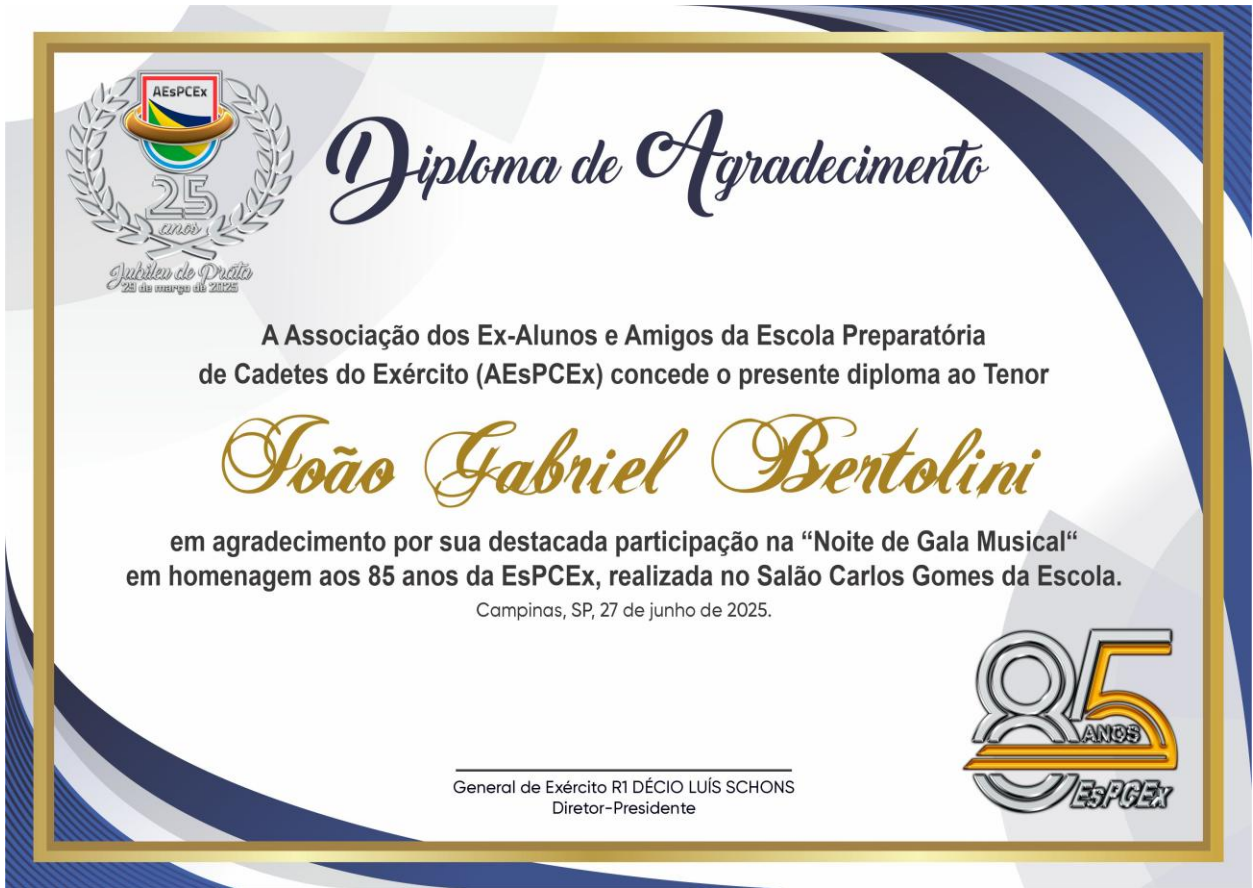 AEsPCEx
25
anos
Jubileu de Prata
29 de março de 2025
Diploma de Agradecimento
A Associação dos Ex-Alunos e Amigos da Escola Preparatória
de Cadetes do Exército (AEsPCEx) concede o presente diploma ao Tenor
João Gabriel Bertolini
em agradecimento por sua destacada participação na “Noite de Gala Musical“
em homenagem aos 85 anos da EsPCEx, realizada no Salão Carlos Gomes da Escola.
Campinas, SP, 27 de junho de 2025.
85
ANOS
EsPCEx
General de Exército R1 DÉCIO LUÍS SCHONS
Diretor-Presidente